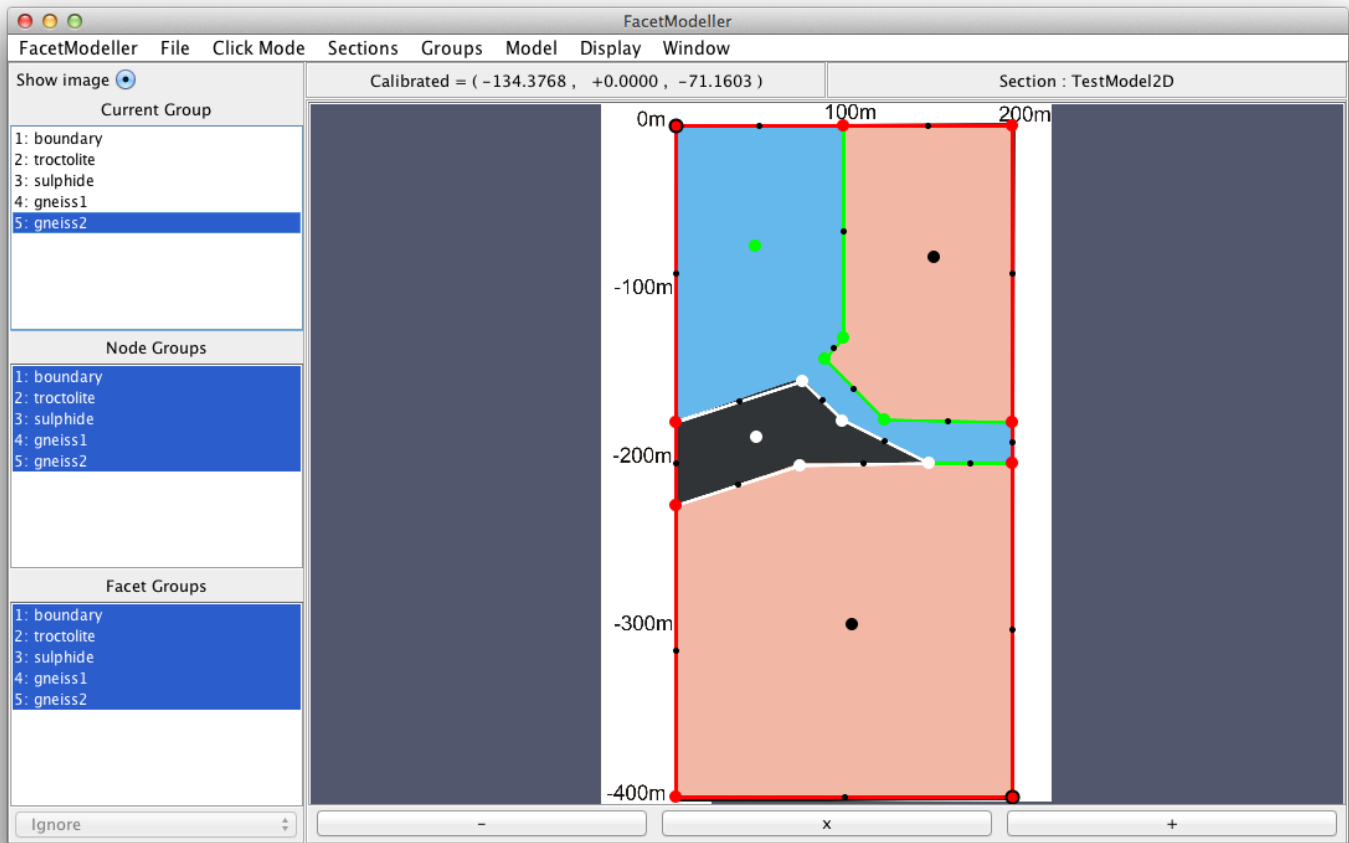 FacetModeller
FacetModeller File Click Mode Sections Groups Model Display Window
Show image
Calibrated = ( -134.3768 , +0.0000 , -71.1603 )
Section : TestModel2D
Current Group
1: boundary
2: troctolite
3: sulphide
4: gneiss1
5: gneiss2
Node Groups
1: boundary
2: troctolite
3: sulphide
4: gneiss1
5: gneiss2
Facet Groups
1: boundary
2: troctolite
3: sulphide
4: gneiss1
5: gneiss2
Ignore
0m 100m 200m
-100m
-200m
-300m
-400m
- x +